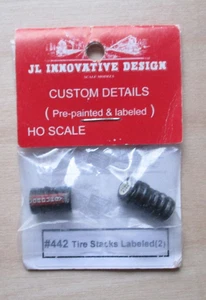 JL INNOVATIVE DESIGN
CUSTOM DETAILS
( Pre-painted & labeled )
HO SCALE
#442 Tire Stacks Labeled(2)